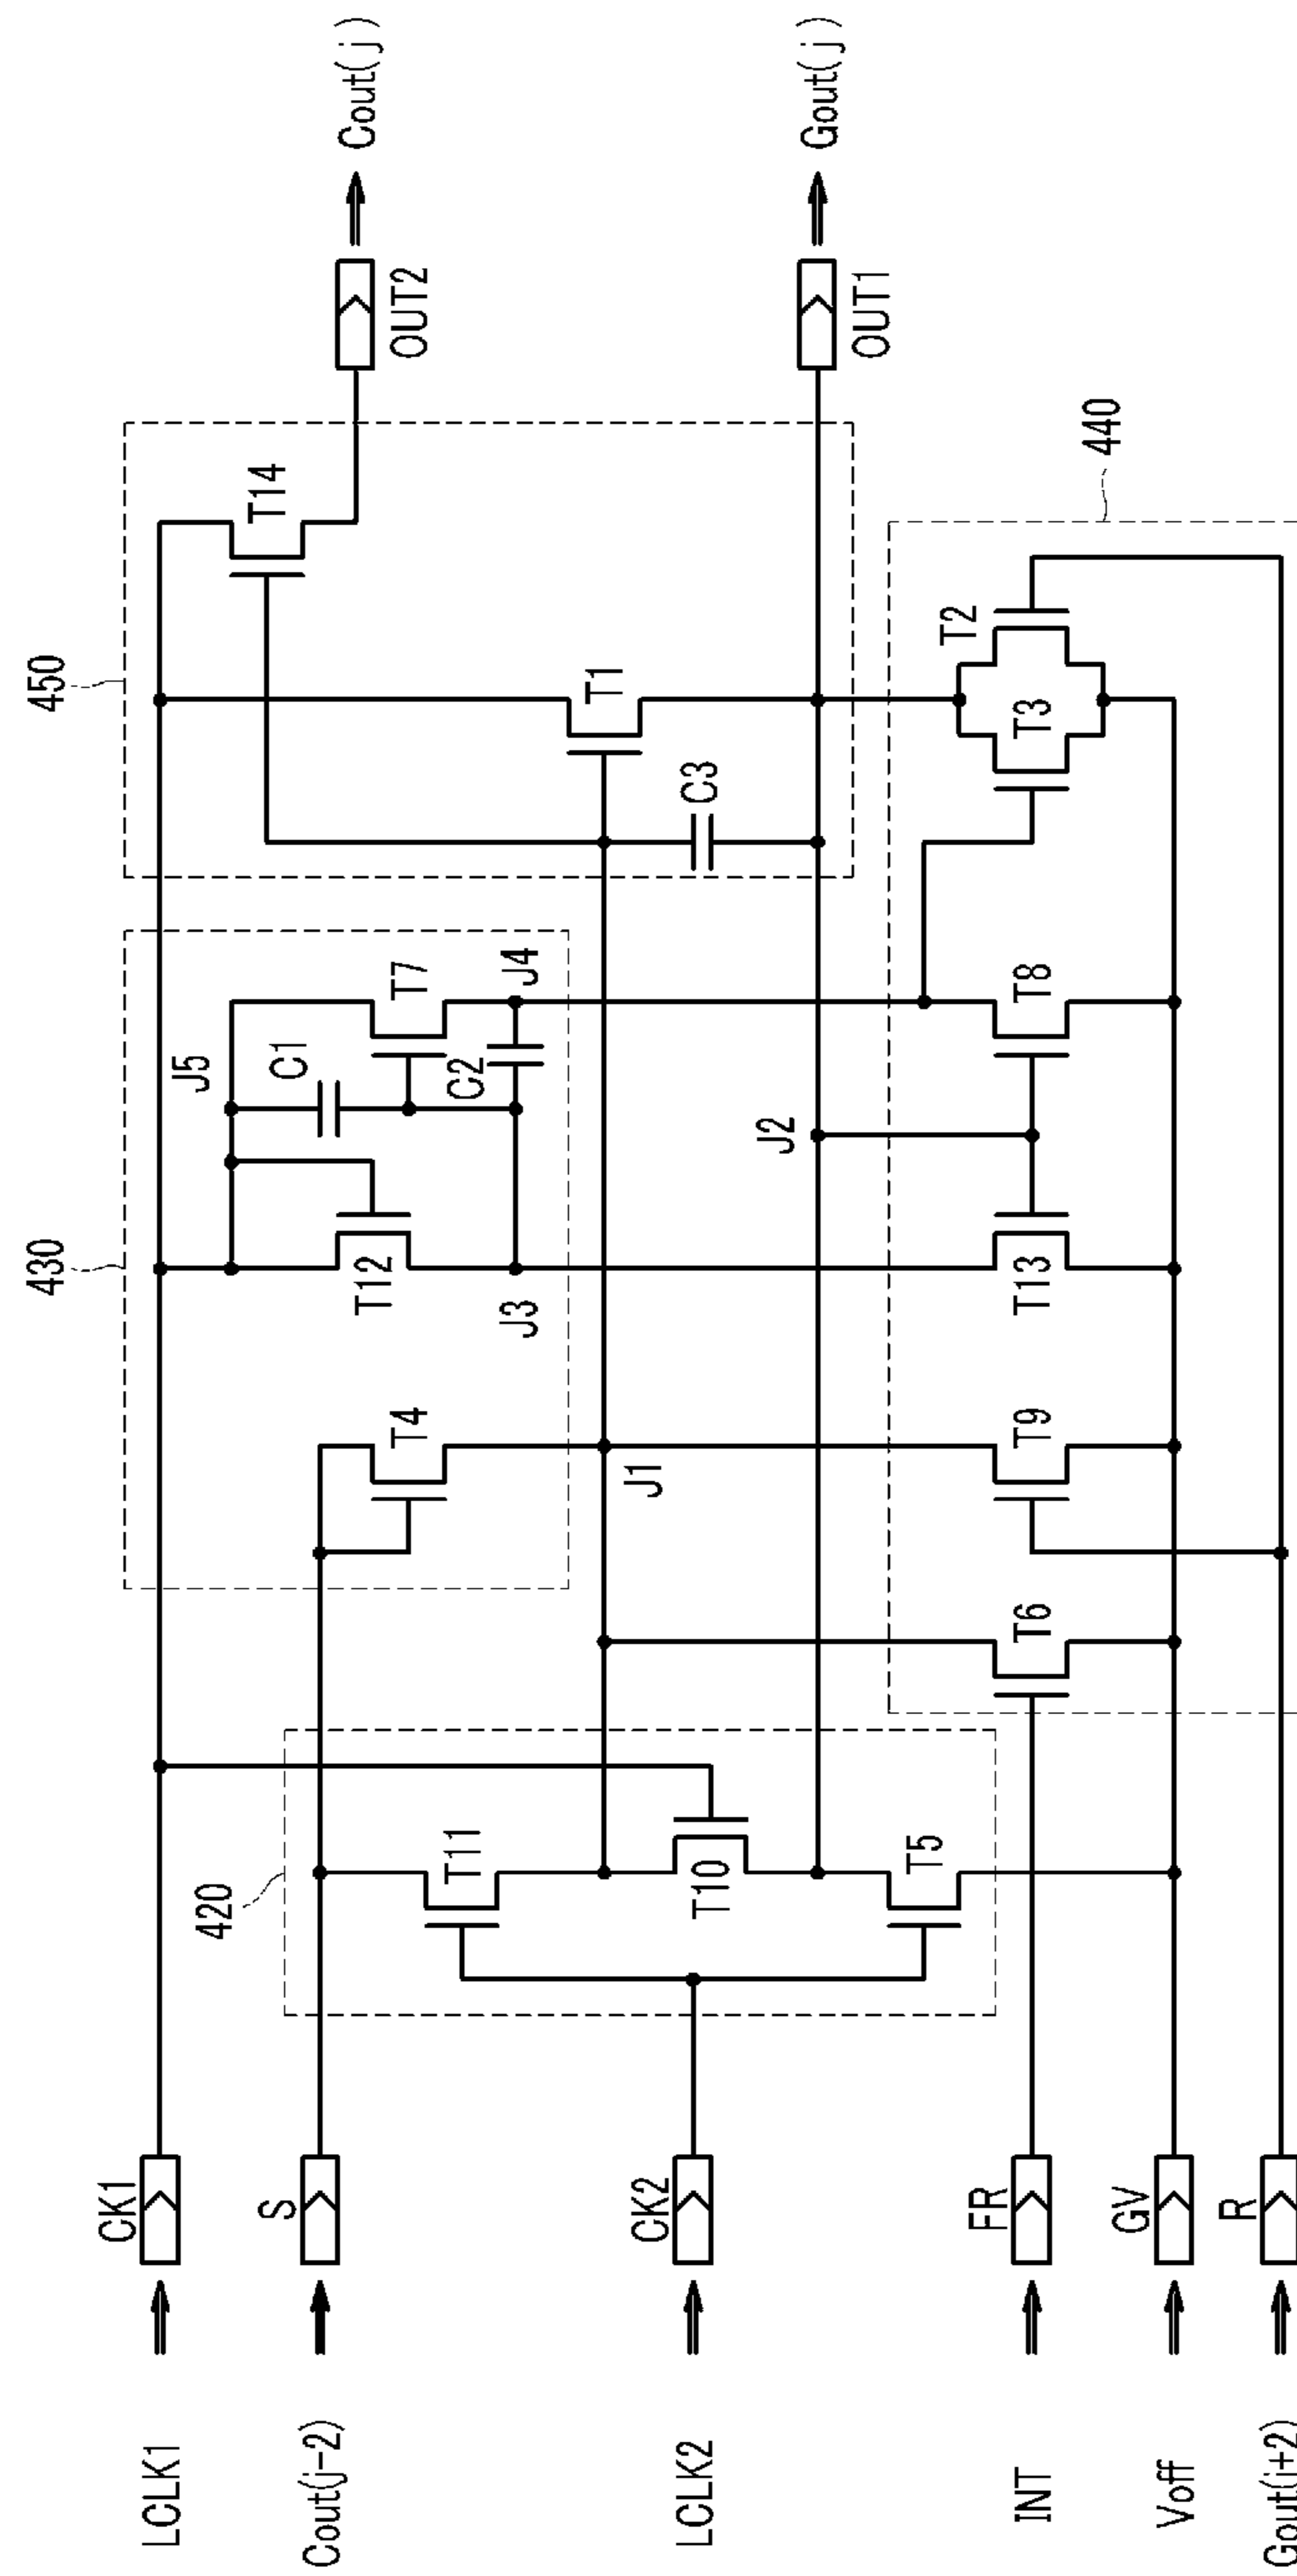 Cout(j)
Gout(j)
OUT2
OUT1
450
T14
T1
C3
440
T2
T3
430
J5
C1
T7
J4
C2
T12
J3
T4
J1
J2
T8
T13
T9
T6
420
T11
T10
T5
CK1
S
CK2
FR
GV
R
LCLK1
Cout(j-2)
LCLK2
INT
Voff
Gout(j+2)